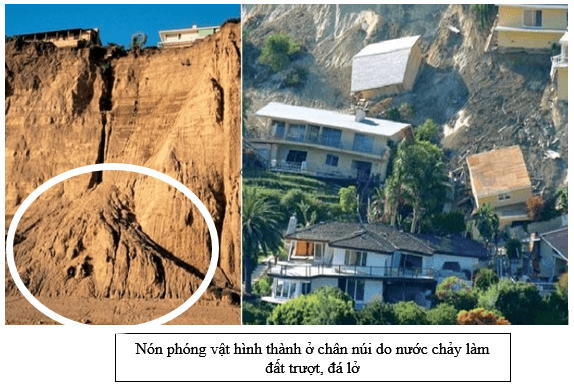 Nón phóng vật hình thành ở chân núi do nước chảy làm
đất trượt, đá lở